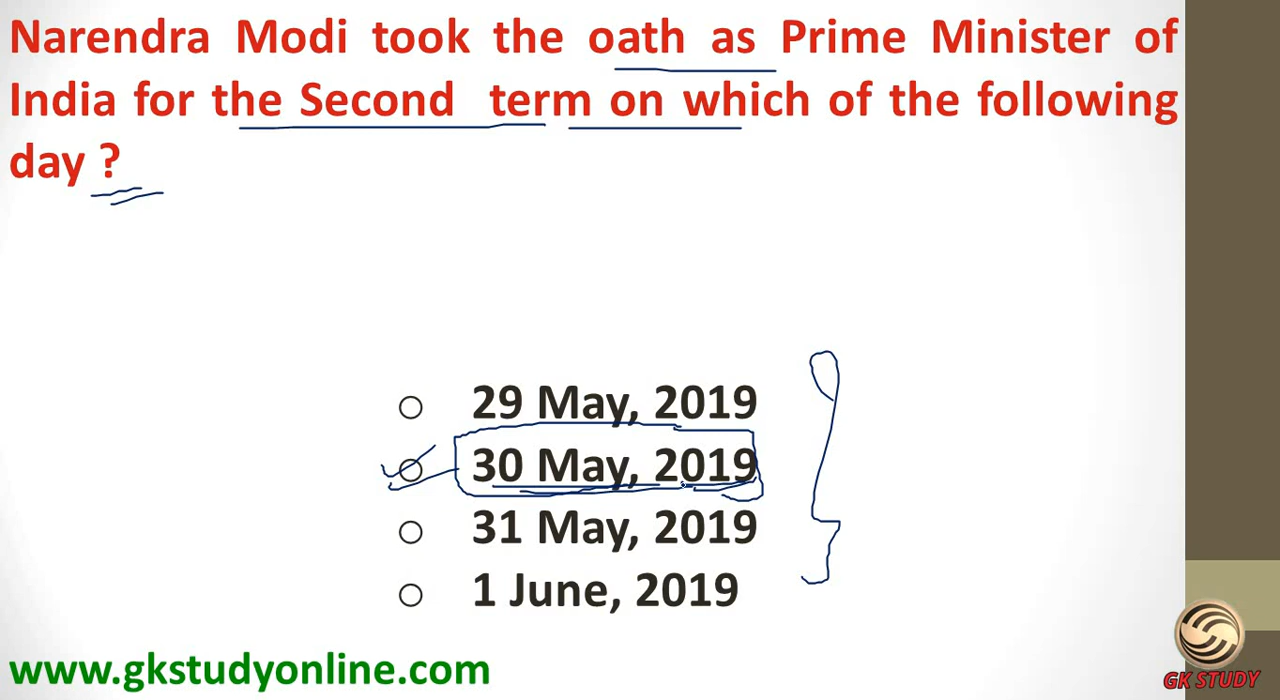 Narendra Modi took the oath as Prime Minister of
India for the Second term on which of the following
day ?
29 May, 2019
30 May, 2019
31 May, 2019
1 June, 2019
www.gkstudyonline.com
GK STUDY